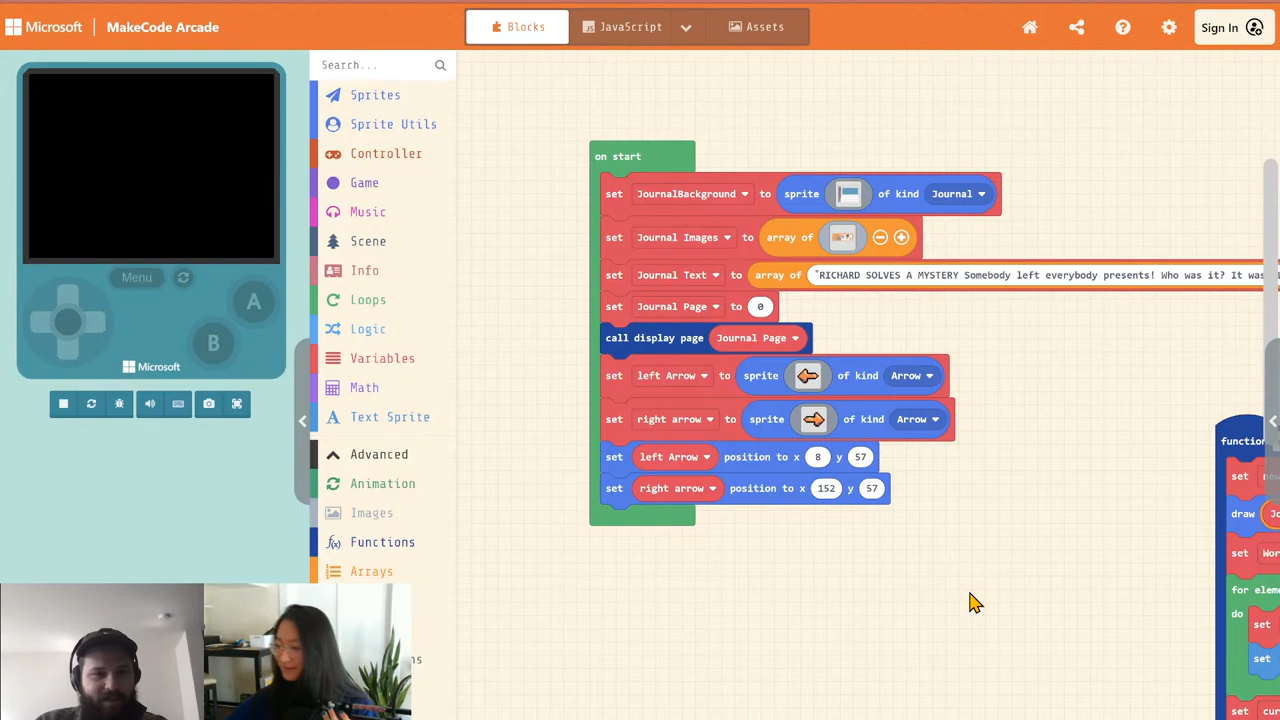 Microsoft MakeCode Arcade Blocks JavaScript Assets Sign In
Search...
Sprites
Sprite Utils
Controller
Game
Music
Scene
Info
Loops
Logic
Variables
Math
Text Sprite
Advanced
Animation
Images
Functions
Arrays
Menu
A
B
Microsoft
on start
set JournalBackground to sprite of kind Journal
set Journal Images to array of
set Journal Text to array of "RICHARD SOLVES A MYSTERY Somebody left everybody presents! Who was it? It was
set Journal Page to 0
call display page Journal Page
set left Arrow to sprite of kind Arrow
set right arrow to sprite of kind Arrow
set left Arrow position to x 8 y 57
set right arrow position to x 152 y 57
function
set
draw
set
for
do
set
set
set